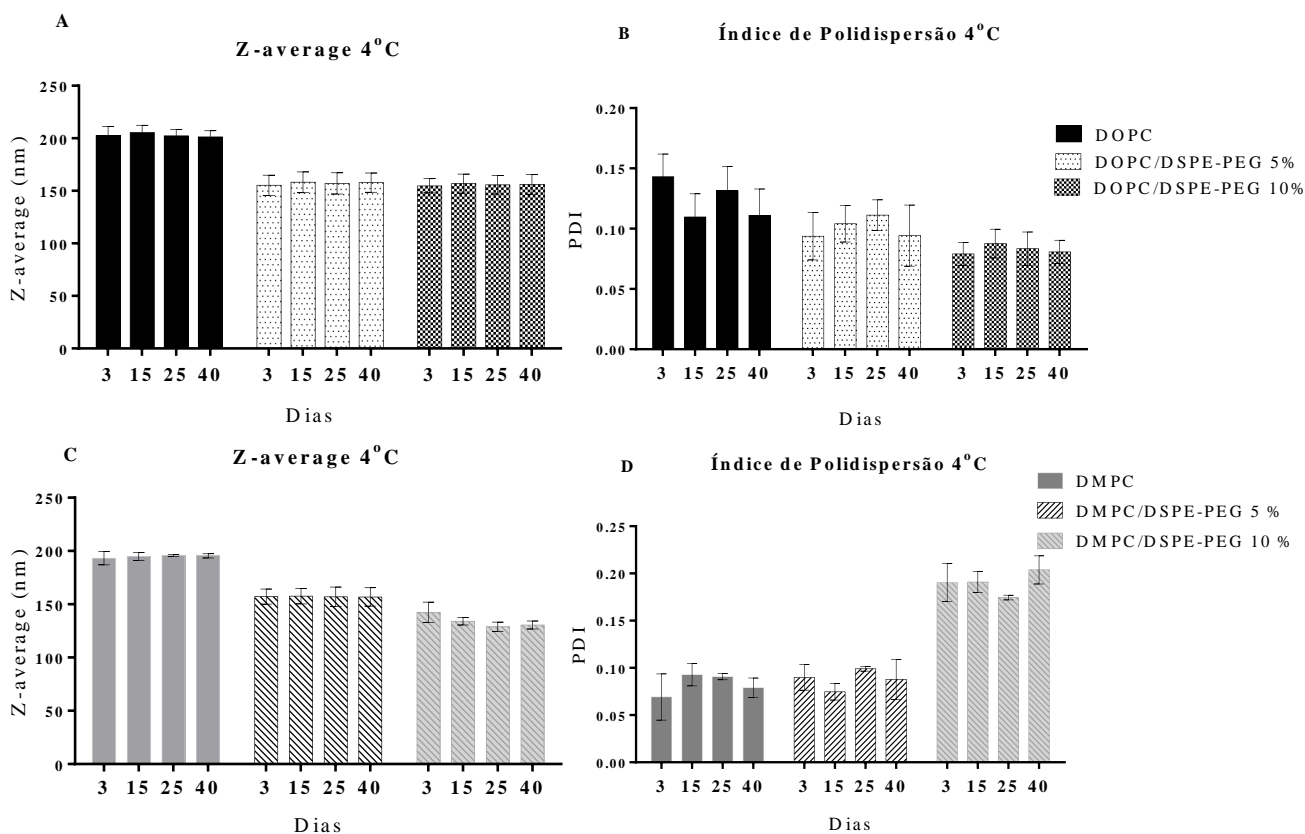 A
Z-average 4°C
Z-average (nm)
250
200
150
100
50
0
3 15 25 40 3 15 25 40 3 15 25 40
Dias
B
Índice de Polidispersão 4°C
PDI
0.20
0.15
0.10
0.05
0.00
3 15 25 40 3 15 25 40 3 15 25 40
Dias
DOPC
DOPC/DSPE-PEG 5%
DOPC/DSPE-PEG 10%
C
Z-average 4°C
Z-average (nm)
250
200
150
100
50
0
3 15 25 40 3 15 25 40 3 15 25 40
Dias
D
Índice de Polidispersão 4°C
PDI
0.25
0.20
0.15
0.10
0.05
0.00
3 15 25 40 3 15 25 40 3 15 25 40
Dias
DMPC
DMPC/DSPE-PEG 5 %
DMPC/DSPE-PEG 10 %